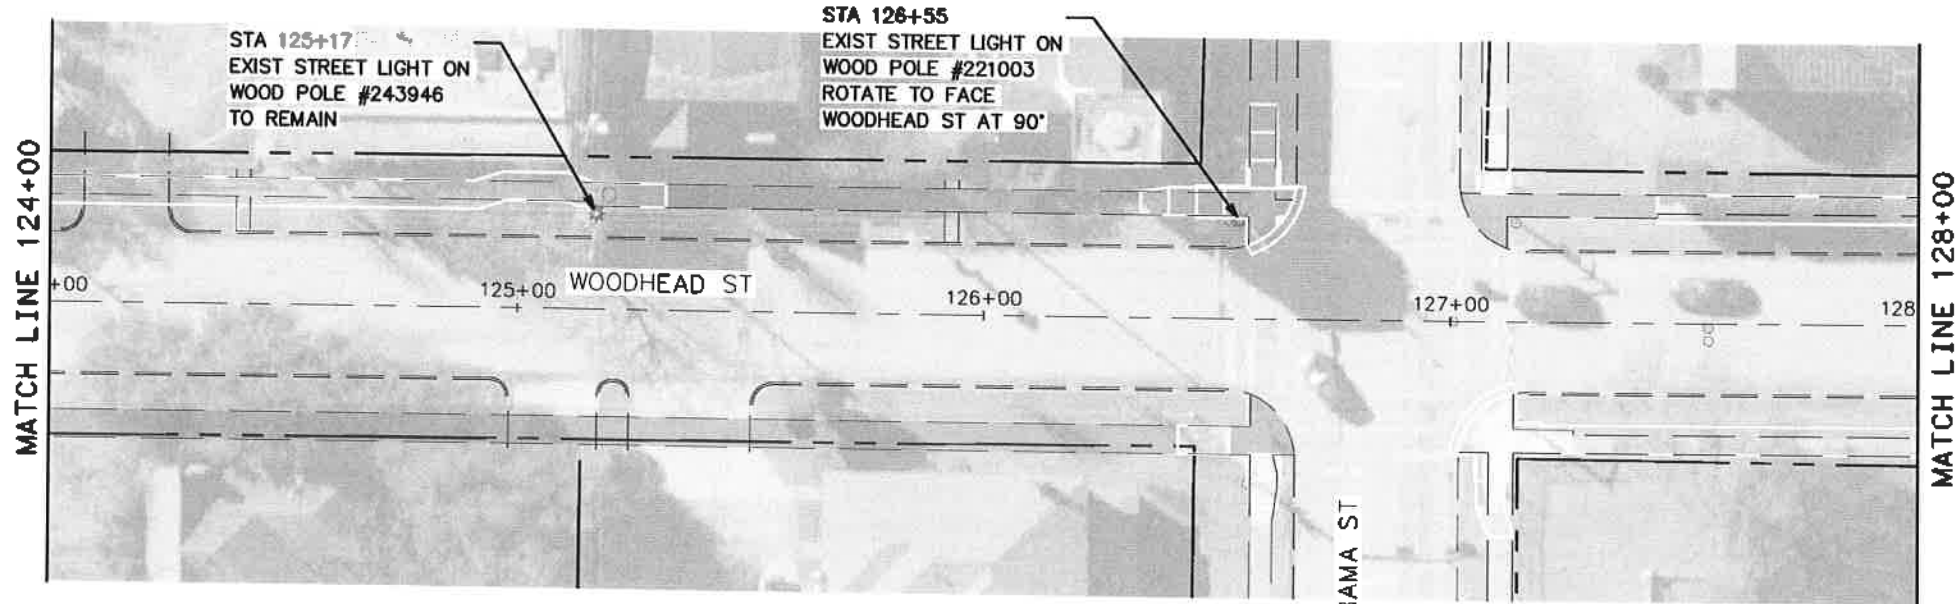 STA 125+17
EXIST STREET LIGHT ON
WOOD POLE #243946
TO REMAIN
STA 126+55
EXIST STREET LIGHT ON
WOOD POLE #221003
ROTATE TO FACE
WOODHEAD ST AT 90°
MATCH LINE 124+00
+00
125+00
WOODHEAD ST
126+00
127+00
128
MATCH LINE 128+00
AMA ST